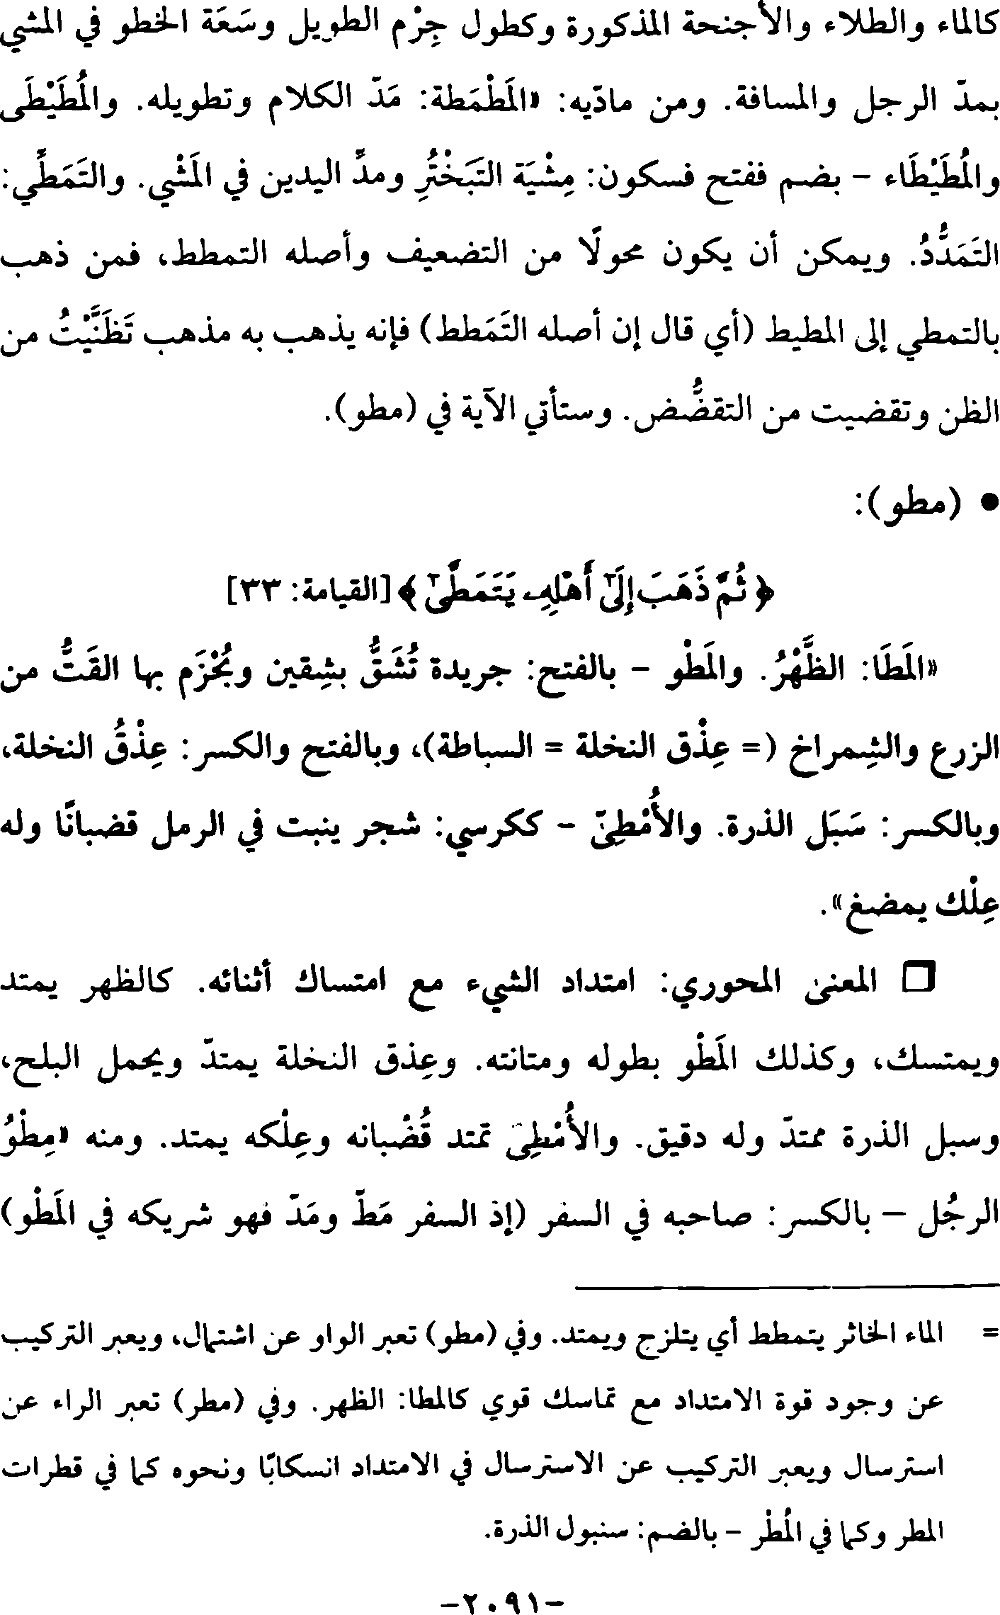 كالماء والطلاء والأجنحة المذكورة وكطول جِرْم الطويل وسَعَة الخطو في المشي
بمدّ الرجل والمسافة. ومن ماديّه: «المَطْمَطة: مَدّ الكلام وتطويله. والمُطَيْطَى
والمُطَيْطَاء – بضم ففتح فسكون: مِشْيَة التَبَخْتُرِ ومدُّ اليدين في المَشْي. والتَمَطِّي:
التَمَدُّدُ. ويمكن أن يكون محولًا من التضعيف وأصله التمطط، فمن ذهب
بالتمطي إلى المطيط (أي قال إن أصله التَمَطط) فإنه يذهب به مذهب تَظَنَّيْتُ من
الظن وتقضيت من التقضُّض. وستأتي الآية في (مطو).
• (مطو):
﴿ ثُمَّ ذَهَبَ إِلَىٰٓ أَهْلِهِۦ يَتَمَطَّىٰٓ ﴾ [القيامة: ٣٣]
«المَطَا: الظَّهْرُ. والمَطْو – بالفتح: جريدة تُشَقُّ بشِقين ويُحْزَم بها القَتُّ من
الزرع والشِمراخ (= عِذْق النخلة = السباطة)، وبالفتح والكسر: عِذْقُ النخلة،
وبالكسر: سَبَل الذرة. والأُمْطِيّ – ككرسي: شجر ينبت في الرمل قضبانًا وله
عِلْك يمضغ».
❒ المعنى المحوري: امتداد الشيء مع امتساك أثنائه. كالظهر يمتد
ويمتسك، وكذلك المَطْو بطوله ومتانته. وعِذق النخلة يمتدّ ويحمل البلح،
وسبل الذرة ممتدّ وله دقيق. والأُمْطِيّ تمتد قُضْبانه وعِلْكه يمتد. ومنه «مِطْوُ
الرجُل – بالكسر: صاحبه في السفر (إذ السفر مَطّ ومَدّ فهو شريكه في المَطْو)
= الماء الخاثر يتمطط أي يتلزج ويمتد. وفي (مطو) تعبر الواو عن اشتمال، ويعبر التركيب
عن وجود قوة الامتداد مع تماسك قوي كالمطا: الظهر. وفي (مطر) تعبر الراء عن
استرسال ويعبر التركيب عن الاسترسال في الامتداد انسكابًا ونحوه كما في قطرات
المطر وكما في المُطْر – بالضم: سنبول الذرة.
–٢٠٩١–